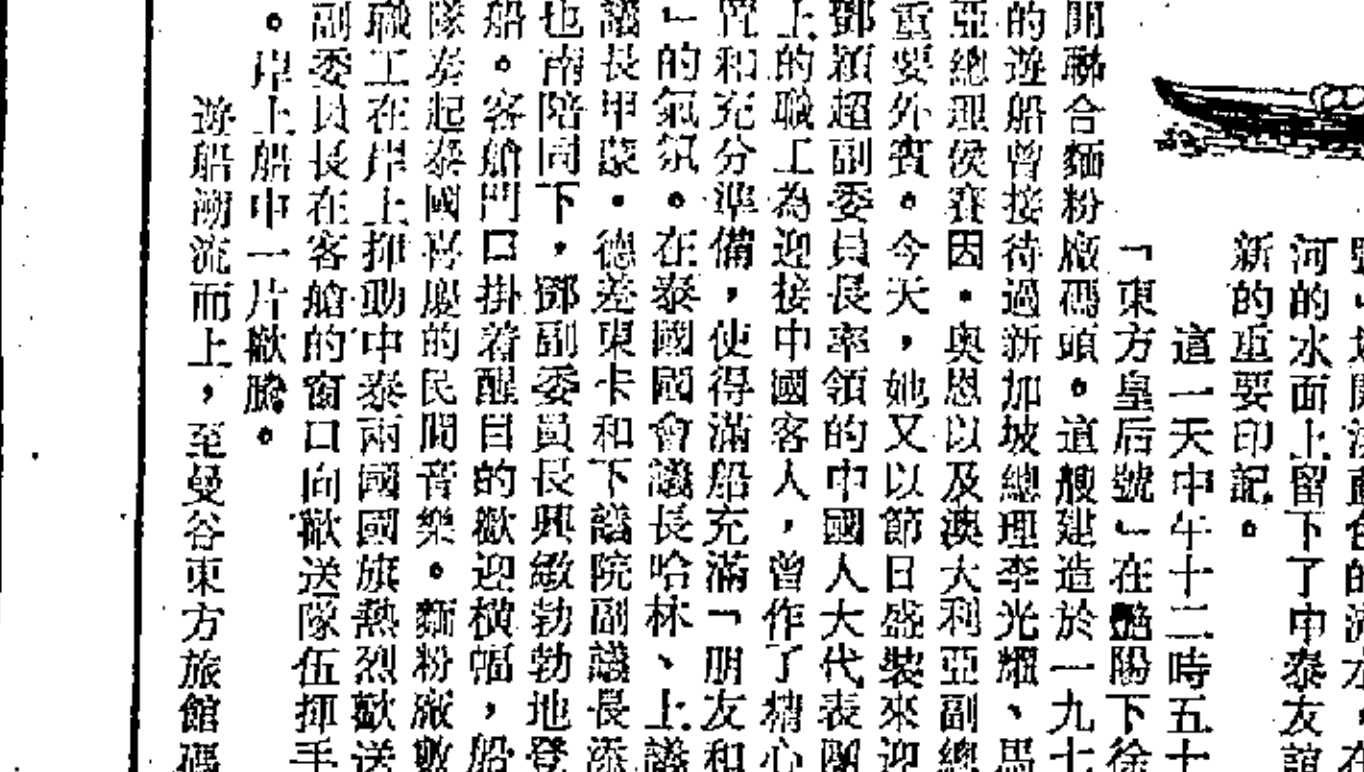 河的水面上留下了中泰友誼
新的重要印記。
這一天中午十二時五十
「東方皇后號」在艷陽下徐
開聯合麵粉廠碼頭。這艘建造於一九七
的遊船曾接待過新加坡總理李光耀、馬
亞總理侯賽因・奧恩以及澳大利亞副總
重要外賓。今天，她又以節日盛裝來迎
鄧穎超副委員長率領的中國人大代表團
上的職工為迎接中國客人，曾作了精心
置和充分準備，使得滿船充滿「朋友和
」的氣氛。在泰國國會議長哈林、上議
議長甲蒙・德差東卡和下議院副議長添
也南陪同下，鄧副委員長興緻勃勃地登
船。客艙門口掛着醒目的歡迎橫幅，船
隊奏起泰國喜慶的民間音樂。麵粉廠數
職工在岸上揮動中泰兩國國旗熱烈歡送
副委員長在客艙的窗口向歡送隊伍揮手
。岸上船中一片歡騰。
遊船溯流而上，至曼谷東方旅館碼